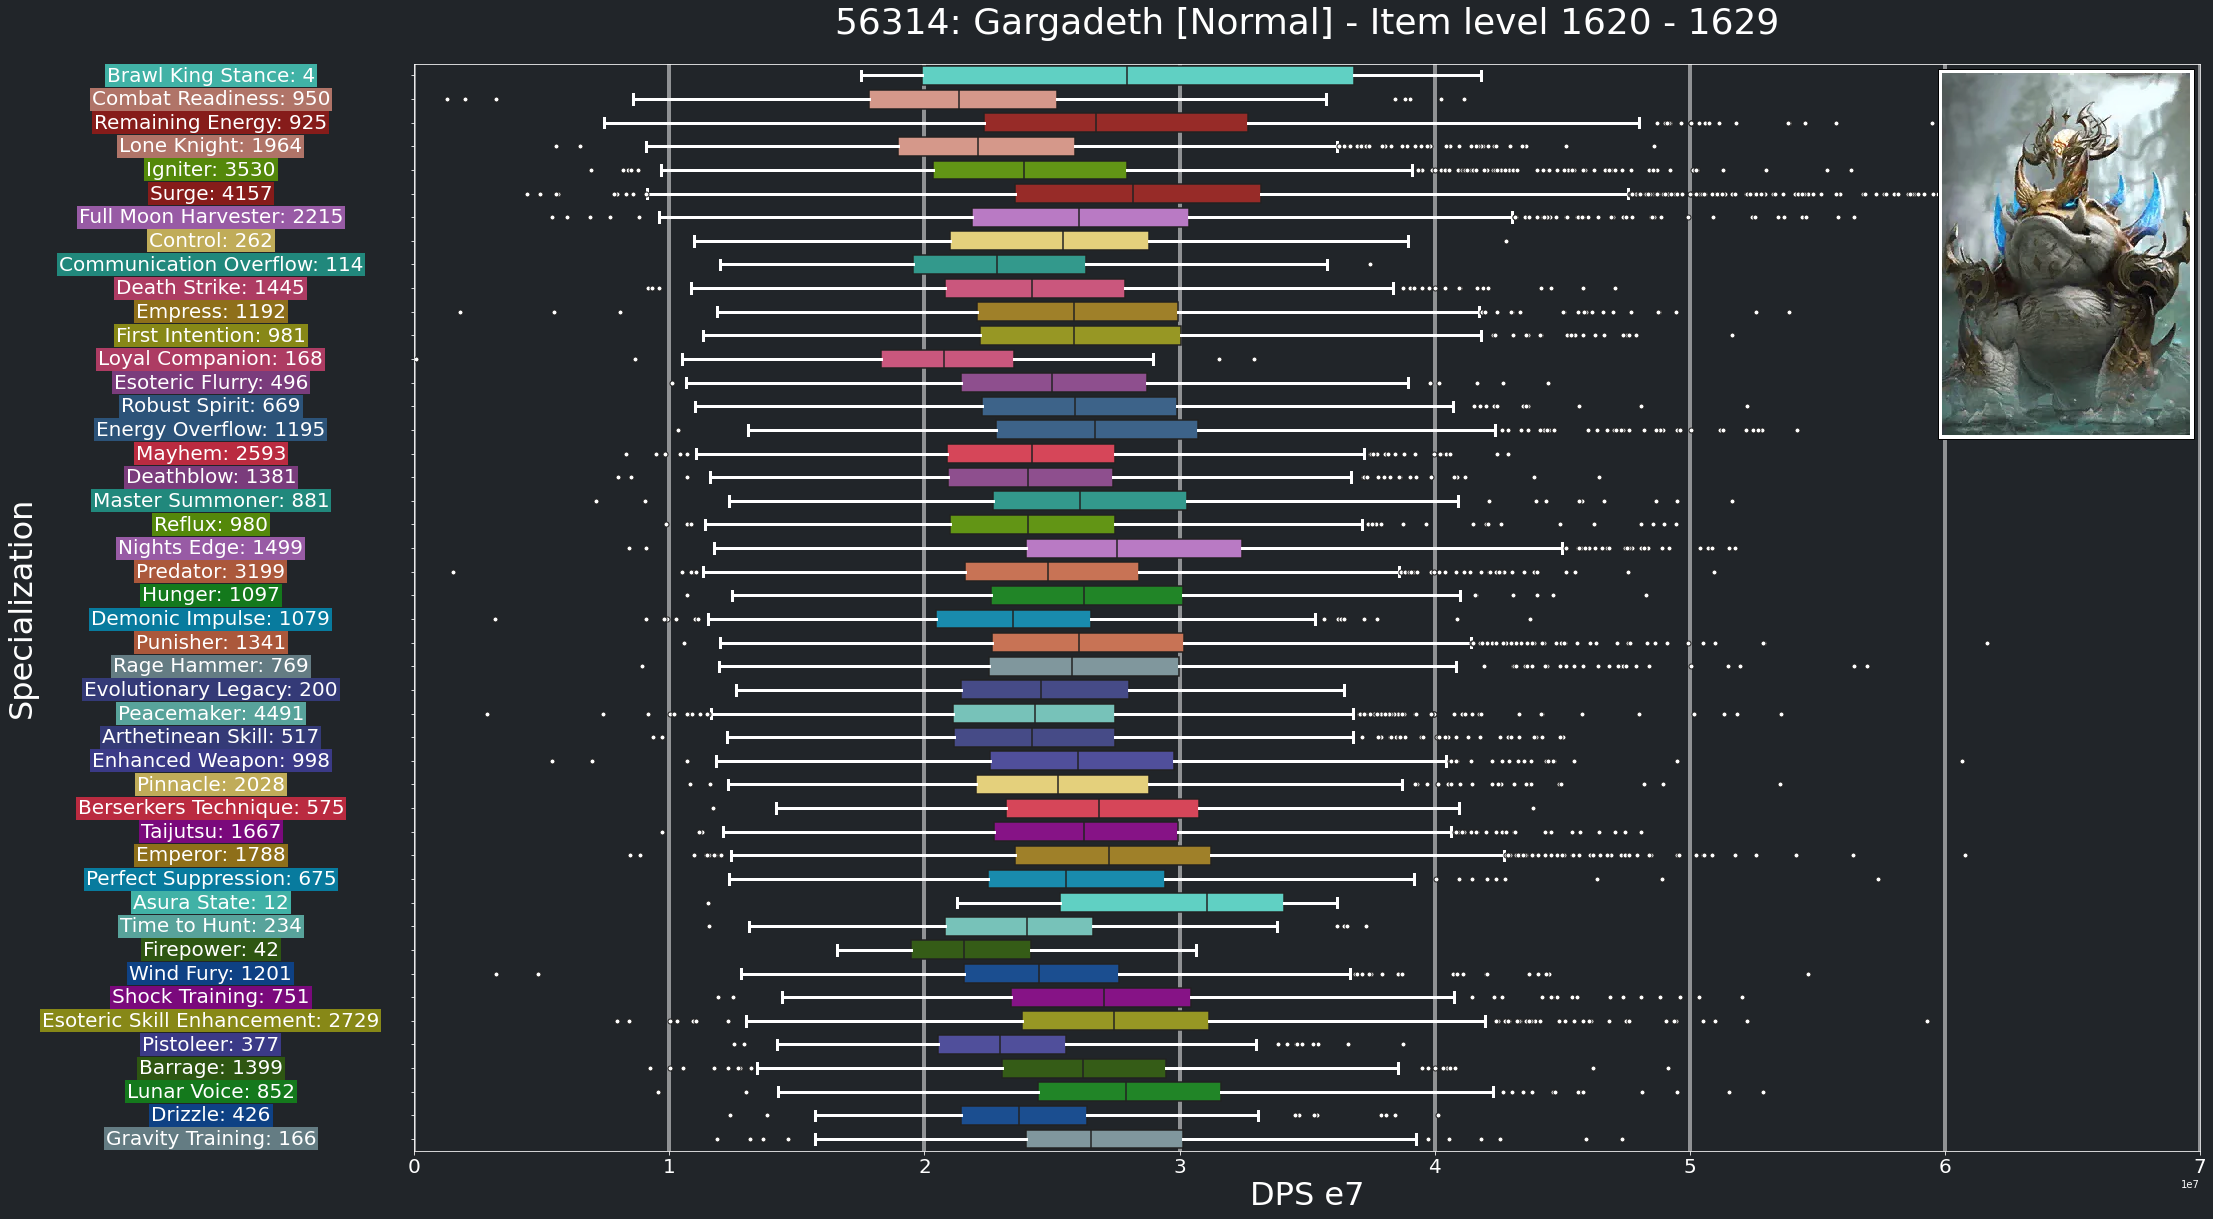 56314: Gargadeth [Normal] - Item level 1620 - 1629
Specialization
Brawl King Stance: 4
Combat Readiness: 950
Remaining Energy: 925
Lone Knight: 1964
Igniter: 3530
Surge: 4157
Full Moon Harvester: 2215
Control: 262
Communication Overflow: 114
Death Strike: 1445
Empress: 1192
First Intention: 981
Loyal Companion: 168
Esoteric Flurry: 496
Robust Spirit: 669
Energy Overflow: 1195
Mayhem: 2593
Deathblow: 1381
Master Summoner: 881
Reflux: 980
Nights Edge: 1499
Predator: 3199
Hunger: 1097
Demonic Impulse: 1079
Punisher: 1341
Rage Hammer: 769
Evolutionary Legacy: 200
Peacemaker: 4491
Arthetinean Skill: 517
Enhanced Weapon: 998
Pinnacle: 2028
Berserkers Technique: 575
Taijutsu: 1667
Emperor: 1788
Perfect Suppression: 675
Asura State: 12
Time to Hunt: 234
Firepower: 42
Wind Fury: 1201
Shock Training: 751
Esoteric Skill Enhancement: 2729
Pistoleer: 377
Barrage: 1399
Lunar Voice: 852
Drizzle: 426
Gravity Training: 166
0 1 2 3 4 5 6 7
1e7
DPS e7